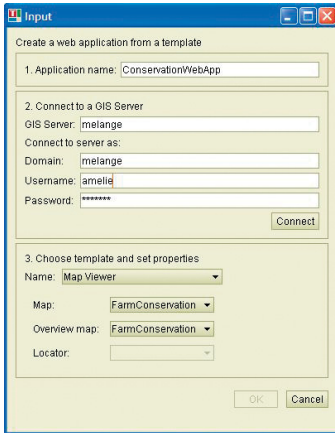 Input
Create a web application from a template
1. Application name: ConservationWebApp
2. Connect to a GIS Server
GIS Server: melange
Connect to server as:
Domain: melange
Username: amelie
Password: *******
Connect
3. Choose template and set properties
Name: Map Viewer
Map: FarmConservation
Overview map: FarmConservation
Locator:
OK Cancel